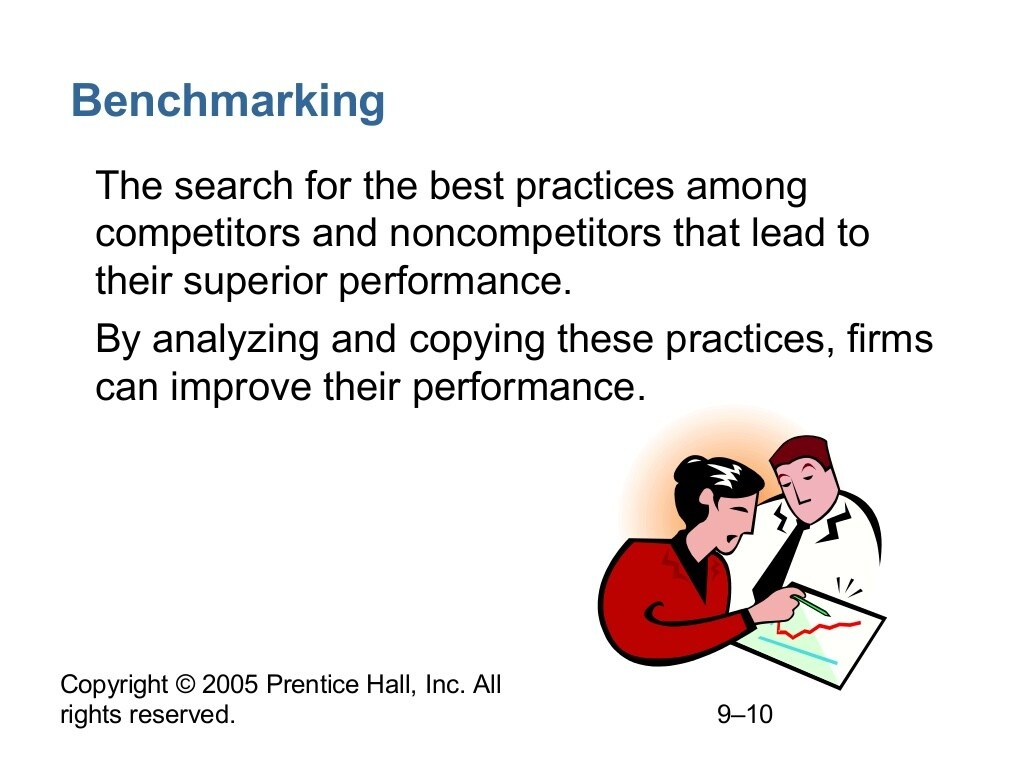 Benchmarking
The search for the best practices among
competitors and noncompetitors that lead to
their superior performance.
By analyzing and copying these practices, firms
can improve their performance.
Copyright © 2005 Prentice Hall, Inc. All
rights reserved.
9–10